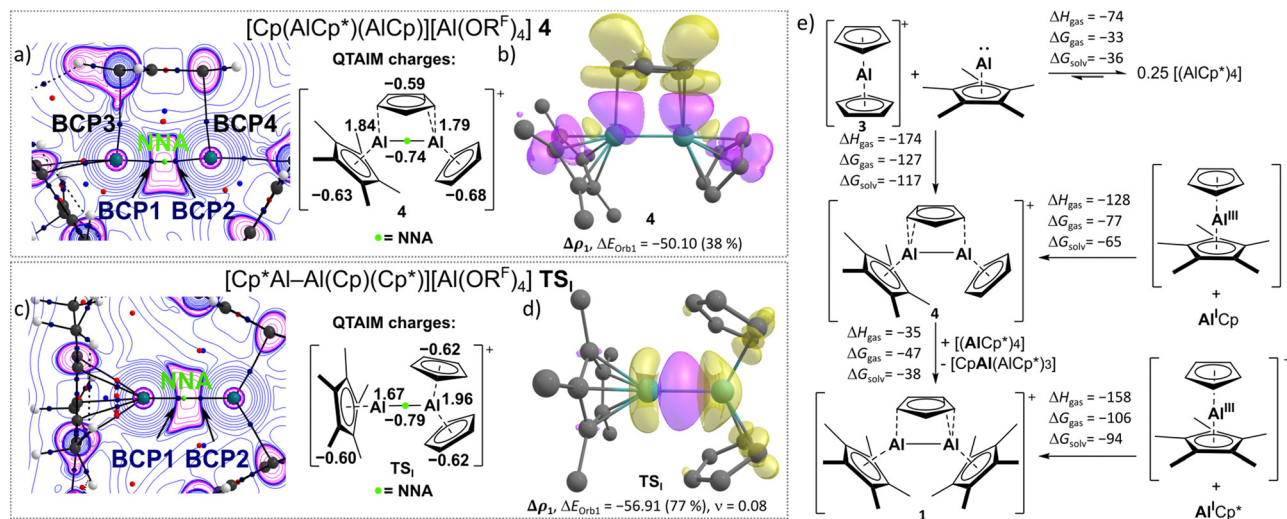 [Cp(AlCp*)(AlCp)][Al(ORF)4] 4
a)
BCP3
NNA
BCP4
BCP1 BCP2
QTAIM charges:
−0.59
+
1.84
1.79
Al
Al
−0.74
−0.63
−0.68
4
= NNA
b)
4
Δρ1, ΔEOrb1 = −50.10 (38 %)
[Cp*Al–Al(Cp)(Cp*)][Al(ORF)4] TSI
c)
NNA
BCP1 BCP2
QTAIM charges:
−0.62
+
1.67
Al
Al
1.96
−0.79
−0.60
−0.62
TSI
= NNA
d)
TSI
Δρ1, ΔEOrb1 = −56.91 (77 %), ν = 0.08
e)
+
Al
3
+
Al
ΔHgas = −74
ΔGgas = −33
ΔGsolv = −36
0.25 [(AlCp*)4]
ΔHgas = −174
ΔGgas = −127
ΔGsolv = −117
+
Al
Al
4
ΔHgas = −128
ΔGgas = −77
ΔGsolv = −65
AlIII
+
AlICp
ΔHgas = −35
ΔGgas = −47
ΔGsolv = −38
+ [(AlCp*)4]
- [CpAl(AlCp*)3]
+
Al
Al
1
ΔHgas = −158
ΔGgas = −106
ΔGsolv = −94
AlIII
+
AlICp*